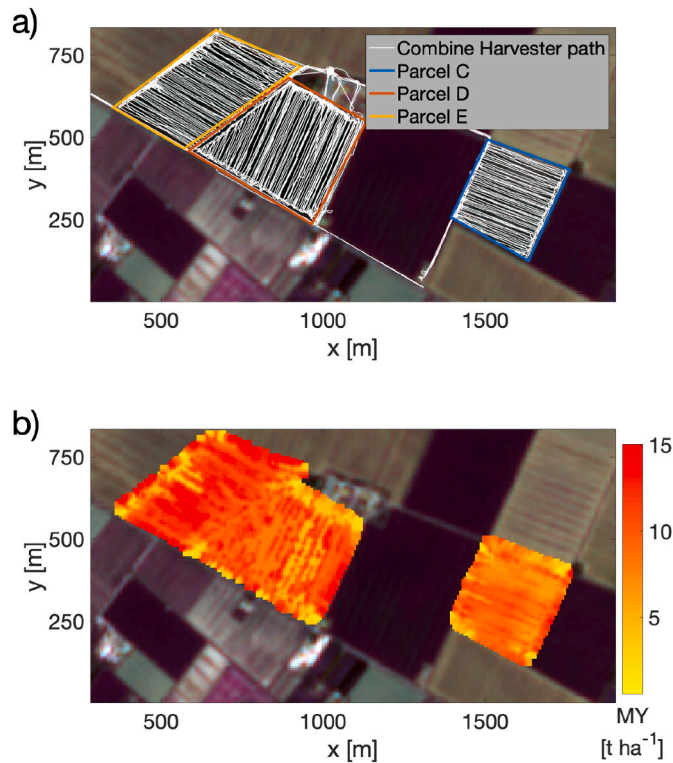 a)
Combine Harvester path
Parcel C
Parcel D
Parcel E
750
500
250
y [m]
500 1000 1500
x [m]
b)
750
500
250
y [m]
500 1000 1500
x [m]
15
10
5
MY
[t ha⁻¹]